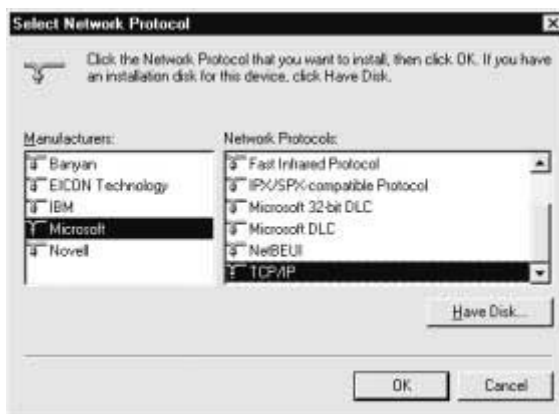 Select Network Protocol
Click the Network Protocol that you want to install, then click OK. If you have
an installation disk for this device, click Have Disk.
Manufacturers:
Banyan
EICON Technology
IBM
Microsoft
Novell
Network Protocols:
Fast Infrared Protocol
IPX/SPX-compatible Protocol
Microsoft 32-bit DLC
Microsoft DLC
NetBEUI
TCP/IP
Have Disk...
OK
Cancel